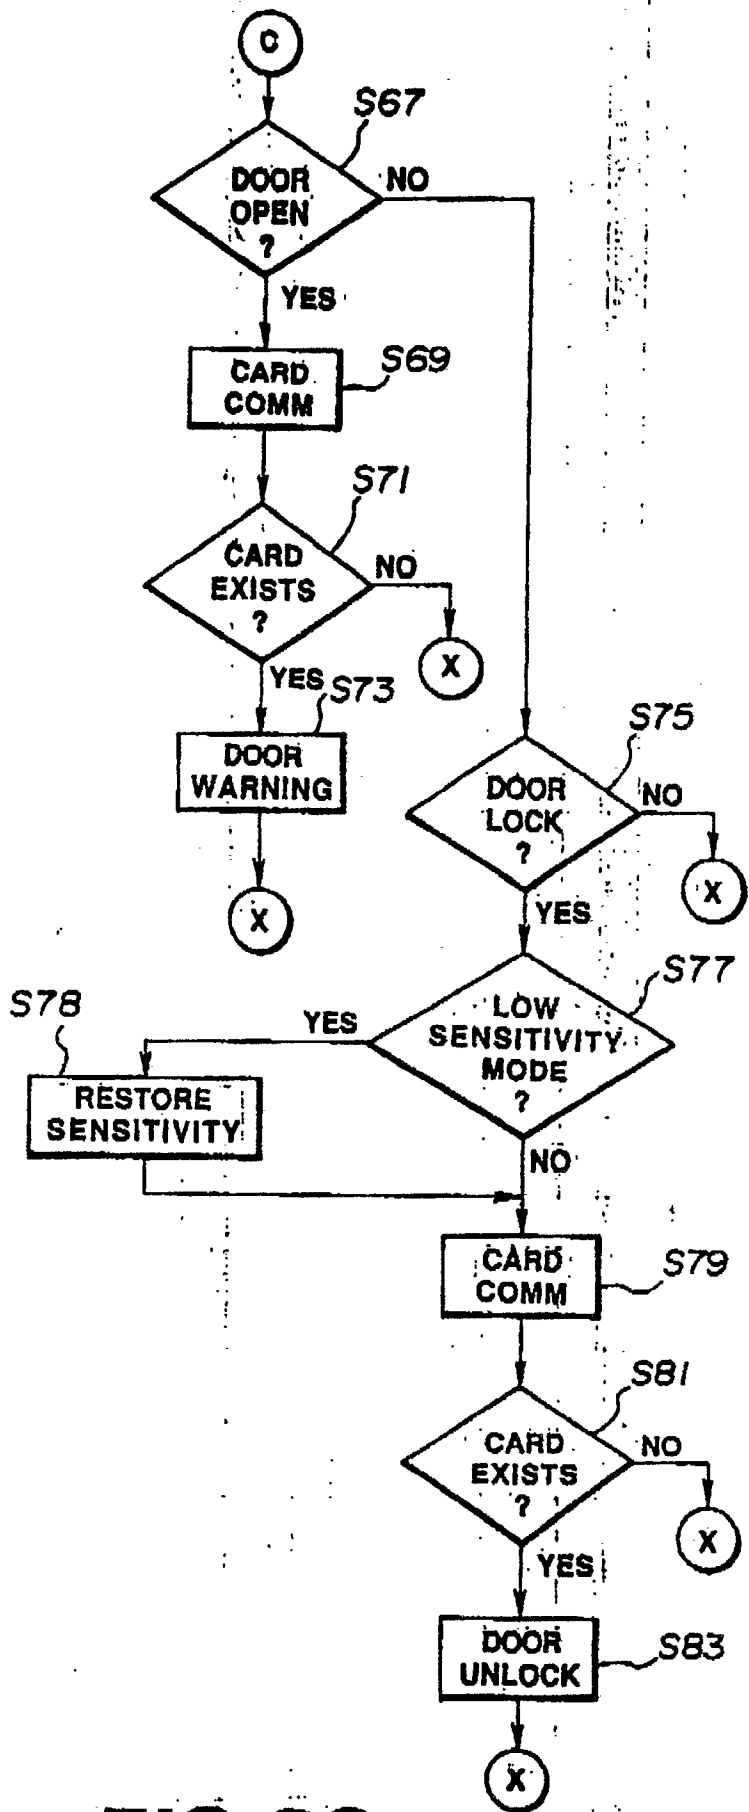 C
S67
DOOR
OPEN
?
NO
YES
CARD
COMM
S69
S71
CARD
EXISTS
?
NO
X
YES
S73
DOOR
WARNING
X
S75
DOOR
LOCK
?
NO
X
YES
S77
LOW
SENSITIVITY
MODE
?
YES
S78
RESTORE
SENSITIVITY
NO
CARD
COMM
S79
S81
CARD
EXISTS
?
NO
X
YES
DOOR
UNLOCK
S83
X